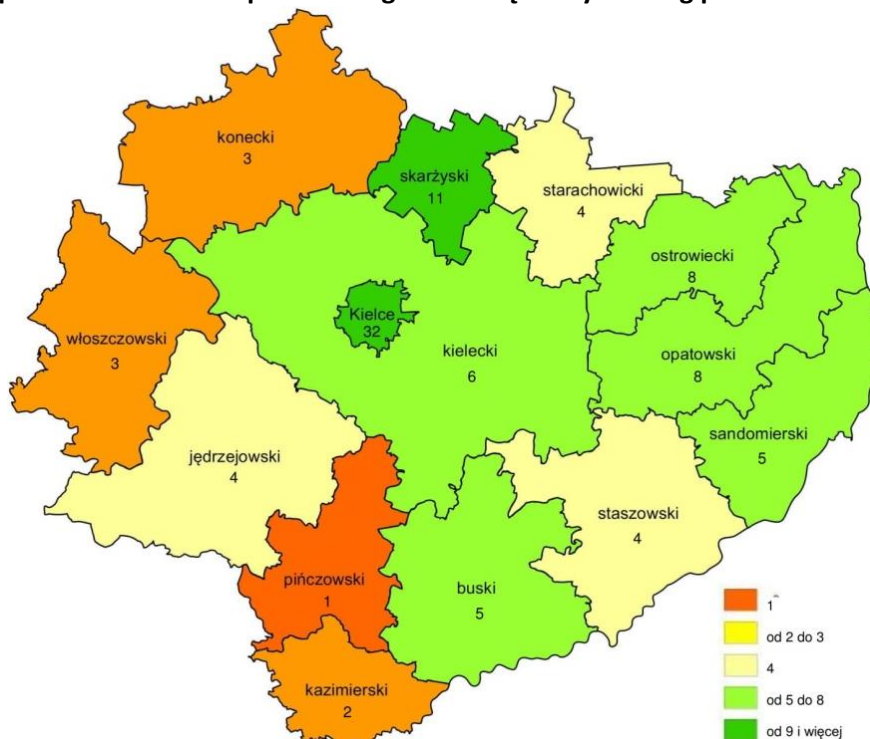 konecki
3
skarżyski
11
starachowicki
4
ostrowiecki
8
Kielce
32
włoszczowski
3
kielecki
6
opatowski
8
sandomierski
5
jędrzejowski
4
staszowski
4
pińczowski
1
buski
5
kazimierski
2
1
od 2 do 3
4
od 5 do 8
od 9 i więcej